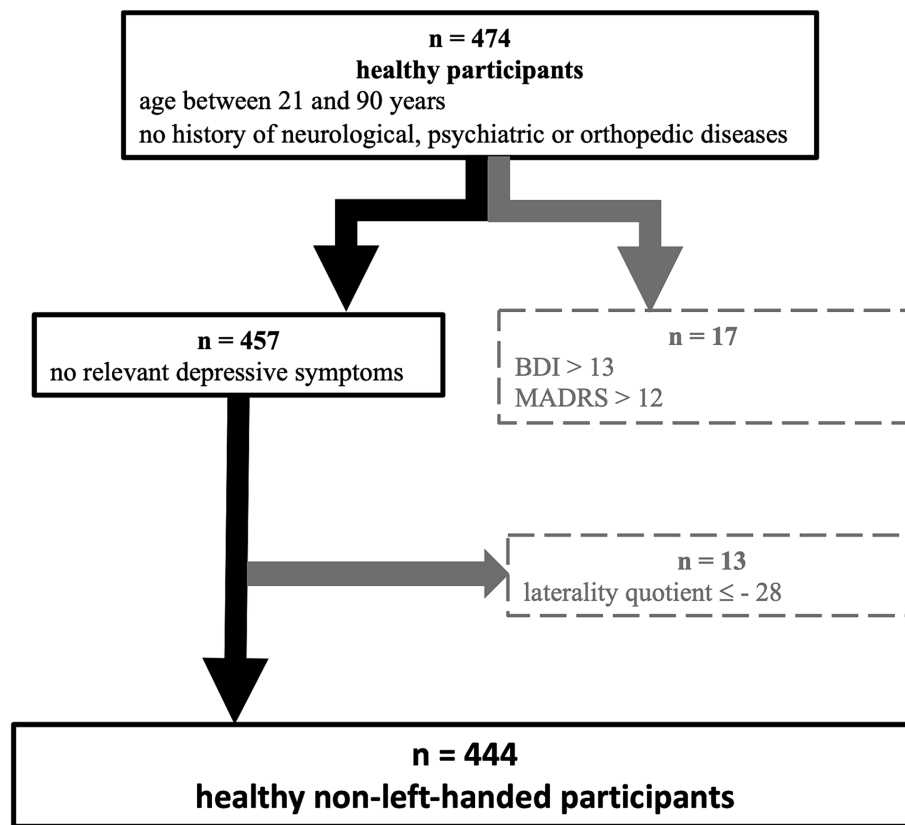 n = 474
healthy participants
age between 21 and 90 years
no history of neurological, psychiatric or orthopedic diseases
n = 457
no relevant depressive symptoms
n = 17
BDI > 13
MADRS > 12
n = 13
laterality quotient ≤ - 28
n = 444
healthy non-left-handed participants